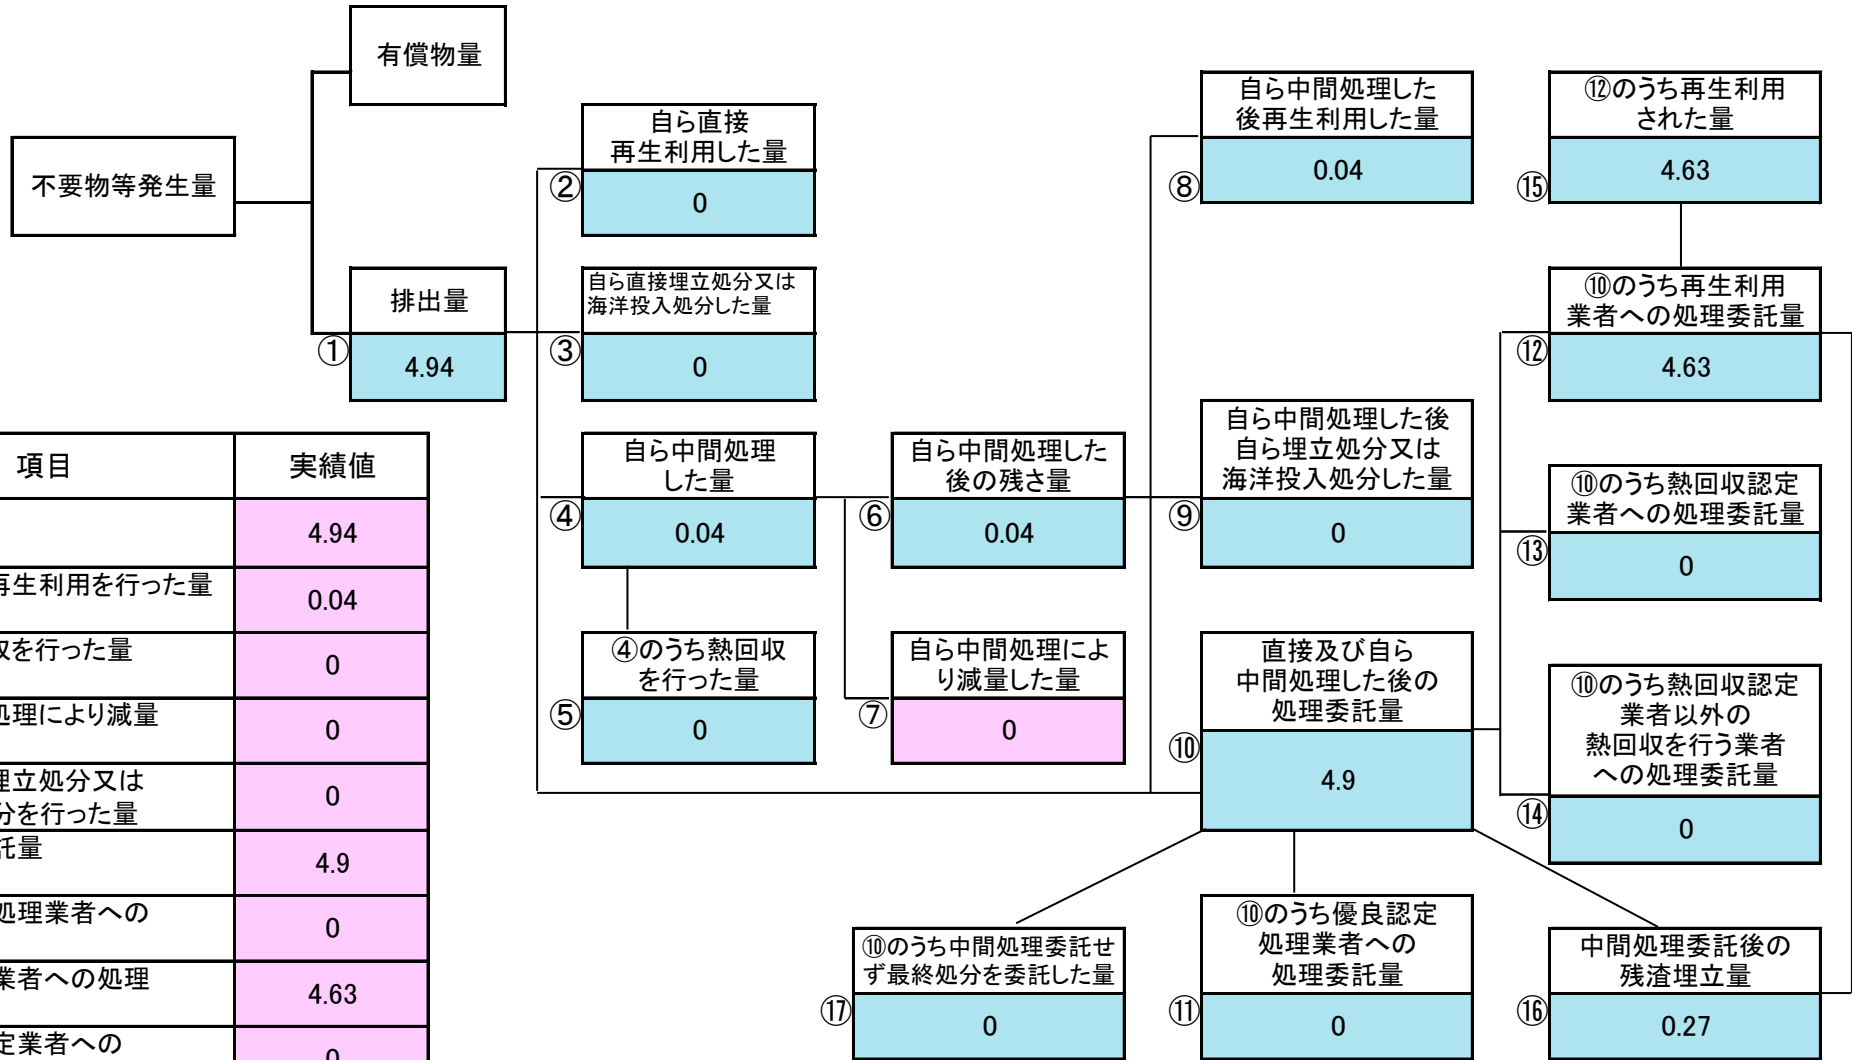 有償物量
不要物等発生量
排出量
①
4.94
自ら直接
再生利用した量
②
0
自ら直接埋立処分又は
海洋投入処分した量
③
0
自ら中間処理
した量
④
0.04
④のうち熱回収
を行った量
⑤
0
自ら中間処理した
後の残さ量
⑥
0.04
自ら中間処理によ
り減量した量
⑦
0
自ら中間処理した
後再生利用した量
⑧
0.04
自ら中間処理した後
自ら埋立処分又は
海洋投入処分した量
⑨
0
直接及び自ら
中間処理した後の
処理委託量
⑩
4.9
⑩のうち優良認定
処理業者への
処理委託量
⑪
0
⑫のうち再生利用
された量
⑮
4.63
⑩のうち再生利用
業者への処理委託量
⑫
4.63
⑩のうち熱回収認定
業者への処理委託量
⑬
0
⑩のうち熱回収認定
業者以外の
熱回収を行う業者
への処理委託量
⑭
0
中間処理委託後の
残渣埋立量
⑯
0.27
⑩のうち中間処理委託せ
ず最終処分を委託した量
⑰
0
項目 実績値
4.94
再生利用を行った量 0.04
収を行った量 0
処理により減量 0
埋立処分又は
分を行った量 0
託量 4.9
処理業者への 0
業者への処理 4.63
定業者への 0